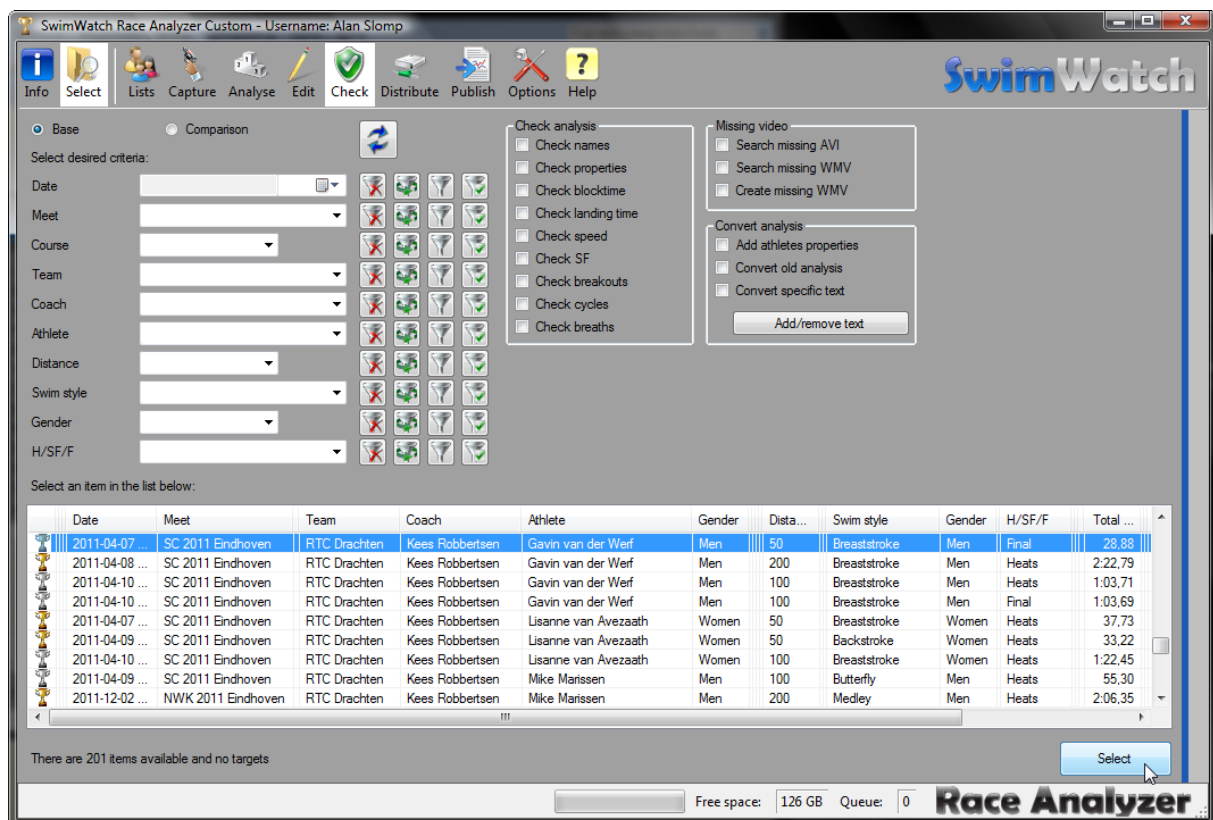 SwimWatch Race Analyzer Custom - Username: Alan Slomp
Info Select Lists Capture Analyse Edit Check Distribute Publish Options Help
SwimWatch
Base Comparison
Select desired criteria:
Date
Meet
Course
Team
Coach
Athlete
Distance
Swim style
Gender
H/SF/F
Check analysis
Check names
Check properties
Check blocktime
Check landing time
Check speed
Check SF
Check breakouts
Check cycles
Check breaths
Missing video
Search missing AVI
Search missing WMV
Create missing WMV
Convert analysis
Add athletes properties
Convert old analysis
Convert specific text
Add/remove text
Select an item in the list below:
Date Meet Team Coach Athlete Gender Dista... Swim style Gender H/SF/F Total ...
2011-04-07 ... SC 2011 Eindhoven RTC Drachten Kees Robbertsen Gavin van der Werf Men 50 Breaststroke Men Final 28,88
2011-04-08 ... SC 2011 Eindhoven RTC Drachten Kees Robbertsen Gavin van der Werf Men 200 Breaststroke Men Heats 2:22,79
2011-04-10 ... SC 2011 Eindhoven RTC Drachten Kees Robbertsen Gavin van der Werf Men 100 Breaststroke Men Heats 1:03,71
2011-04-10 ... SC 2011 Eindhoven RTC Drachten Kees Robbertsen Gavin van der Werf Men 100 Breaststroke Men Final 1:03,69
2011-04-07 ... SC 2011 Eindhoven RTC Drachten Kees Robbertsen Lisanne van Avezaath Women 50 Breaststroke Women Heats 37,73
2011-04-09 ... SC 2011 Eindhoven RTC Drachten Kees Robbertsen Lisanne van Avezaath Women 50 Backstroke Women Heats 33,22
2011-04-10 ... SC 2011 Eindhoven RTC Drachten Kees Robbertsen Lisanne van Avezaath Women 100 Breaststroke Women Heats 1:22,45
2011-04-09 ... SC 2011 Eindhoven RTC Drachten Kees Robbertsen Mike Marissen Men 100 Butterfly Men Heats 55,30
2011-12-02 ... NWK 2011 Eindhoven RTC Drachten Kees Robbertsen Mike Marissen Men 200 Medley Men Heats 2:06,35
There are 201 items available and no targets
Select
Free space: 126 GB Queue: 0
Race Analyzer